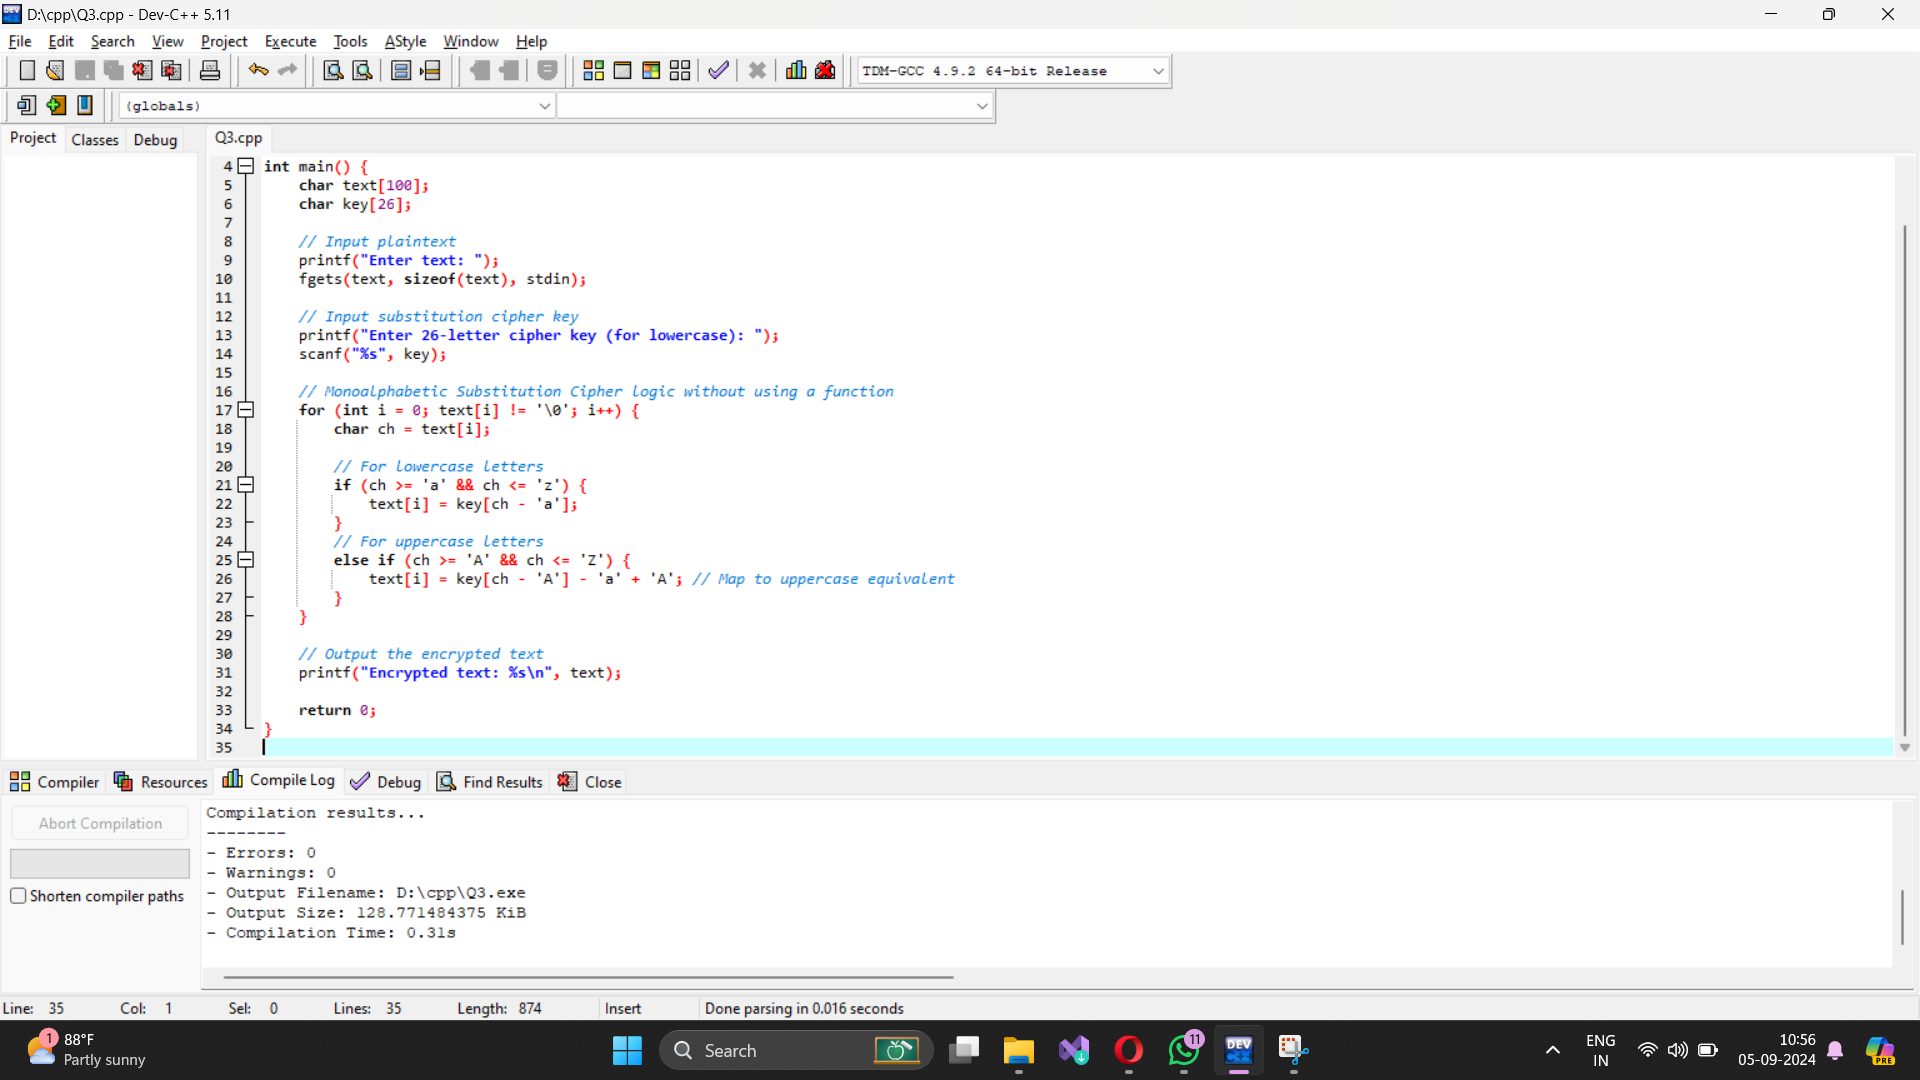 D:\cpp\Q3.cpp - Dev-C++ 5.11
File Edit Search View Project Execute Tools AStyle Window Help
TDM-GCC 4.9.2 64-bit Release
(globals)
Project Classes Debug Q3.cpp
4 int main() {
5 char text[100];
6 char key[26];
7
8 // Input plaintext
9 printf("Enter text: ");
10 fgets(text, sizeof(text), stdin);
11
12 // Input substitution cipher key
13 printf("Enter 26-letter cipher key (for lowercase): ");
14 scanf("%s", key);
15
16 // Monoalphabetic Substitution Cipher logic without using a function
17 for (int i = 0; text[i] != '\0'; i++) {
18 char ch = text[i];
19
20 // For lowercase letters
21 if (ch >= 'a' && ch <= 'z') {
22 text[i] = key[ch - 'a'];
23 }
24 // For uppercase letters
25 else if (ch >= 'A' && ch <= 'Z') {
26 text[i] = key[ch - 'A'] - 'a' + 'A'; // Map to uppercase equivalent
27 }
28 }
29
30 // Output the encrypted text
31 printf("Encrypted text: %s\n", text);
32
33 return 0;
34 }
35
Compiler Resources Compile Log Debug Find Results Close
Abort Compilation
Shorten compiler paths
Compilation results...
--------
- Errors: 0
- Warnings: 0
- Output Filename: D:\cpp\Q3.exe
- Output Size: 128.771484375 KiB
- Compilation Time: 0.31s
Line: 35 Col: 1 Sel: 0 Lines: 35 Length: 874 Insert Done parsing in 0.016 seconds
1
88°F
Partly sunny
Search
11
DEV
C++
ENG
IN
10:56
05-09-2024
PRE